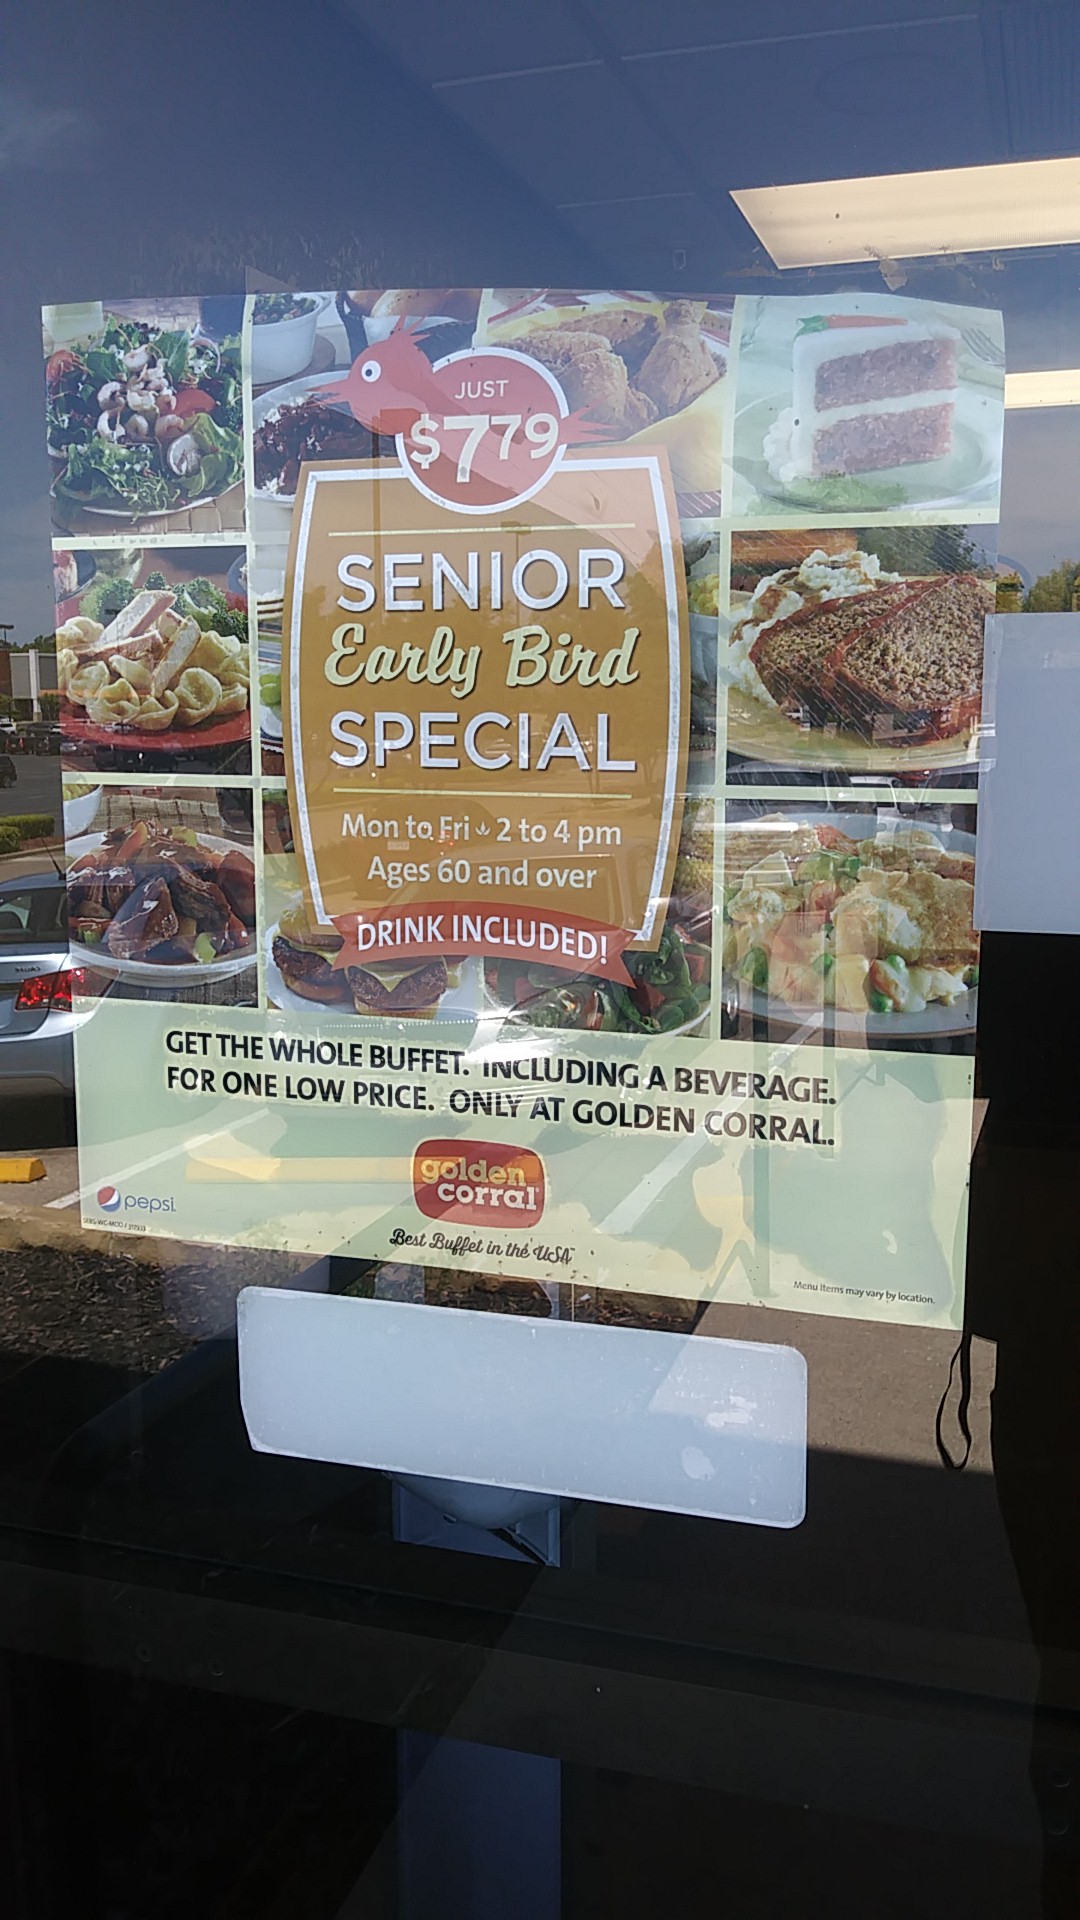 JUST
$7.79
SENIOR
Early Bird
SPECIAL
Mon to Fri 2 to 4 pm
Ages 60 and over
DRINK INCLUDED!
GET THE WHOLE BUFFET. INCLUDING A BEVERAGE.
FOR ONE LOW PRICE. ONLY AT GOLDEN CORRAL.
golden
corral
pepsi
Best Buffet in the USA
Menu items may vary by location.